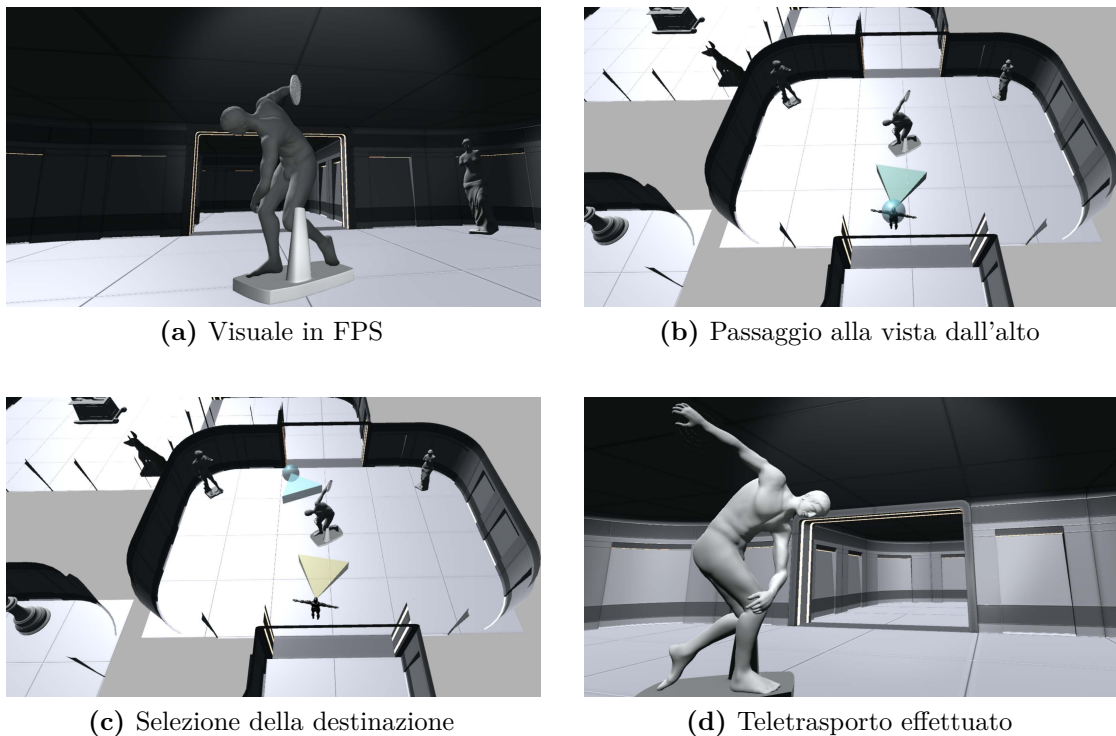 (a) Visuale in FPS
(b) Passaggio alla vista dall'alto
(c) Selezione della destinazione
(d) Teletrasporto effettuato